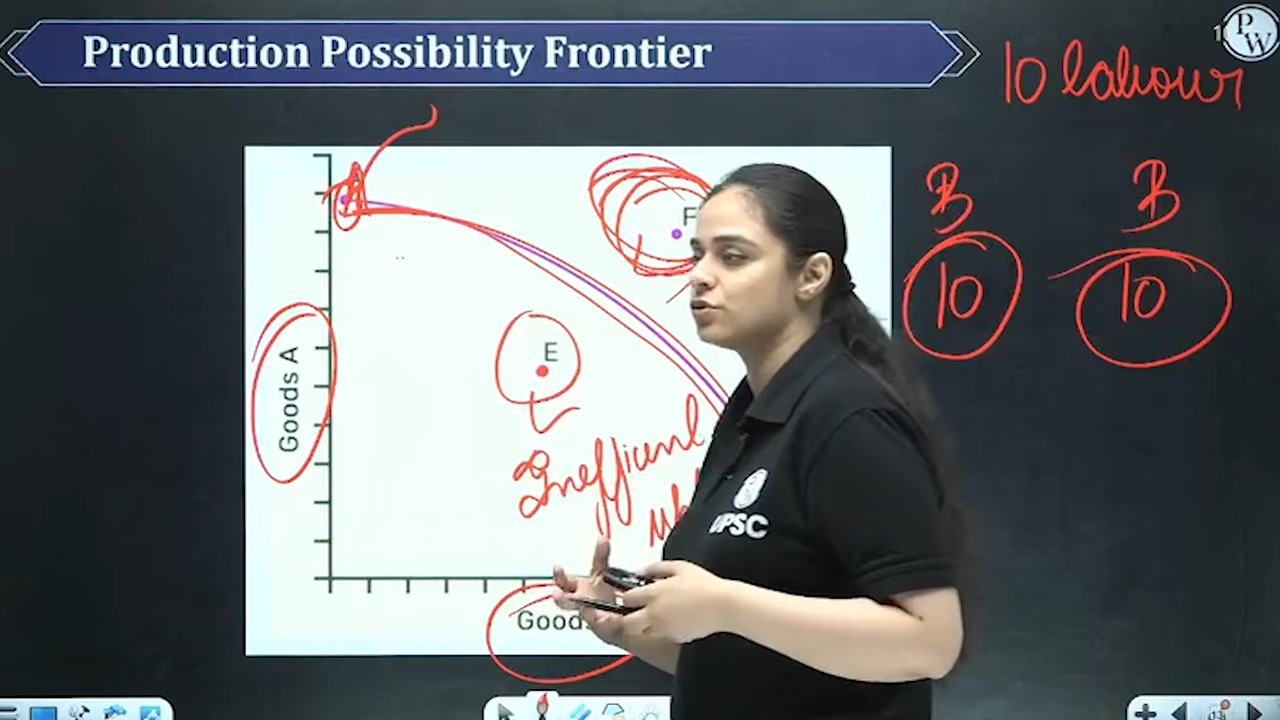 Production Possibility Frontier
PW
10 labour
B B
10 10
A
F
E
Goods A
Inefficient
Goods
UPSC